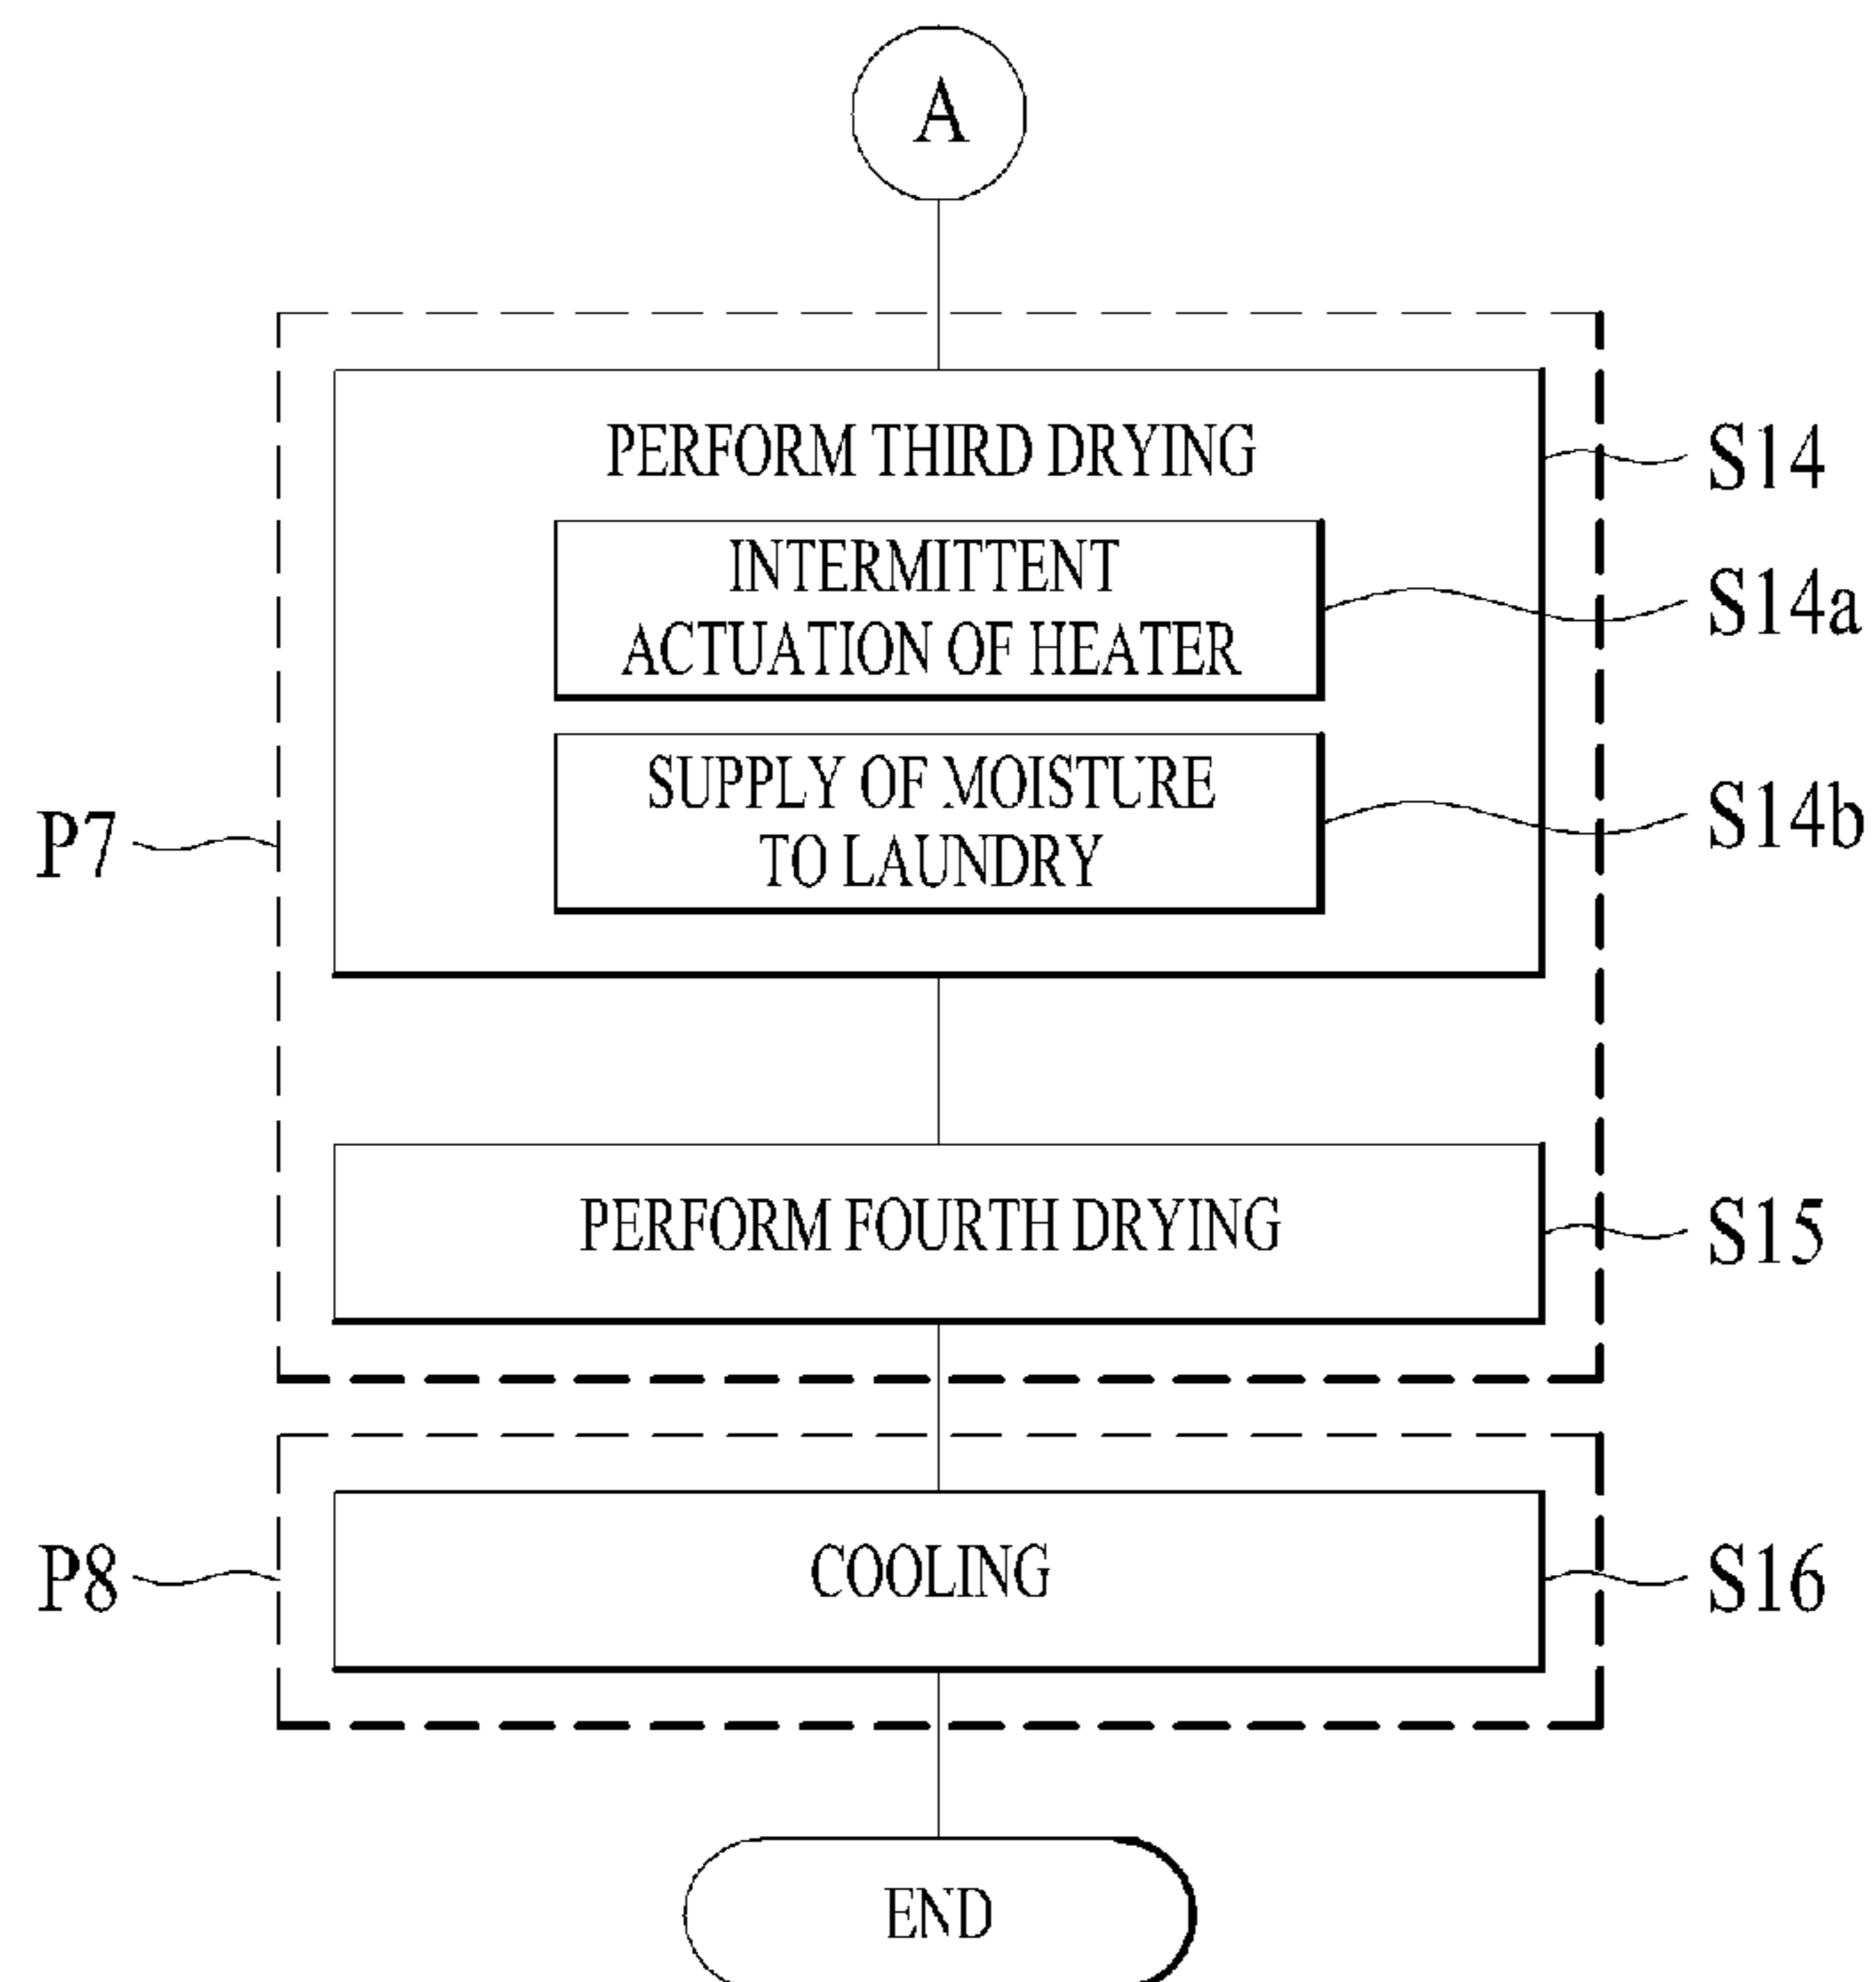 A
PERFORM THIRD DRYING
S14
INTERMITTENT
ACTUATION OF HEATER
S14a
SUPPLY OF MOISTURE
TO LAUNDRY
S14b
P7
PERFORM FOURTH DRYING
S15
P8
COOLING
S16
END